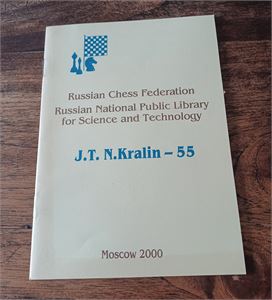 Russian Chess Federation
Russian National Public Library
for Science and Technology
J.T. N.Kralin – 55
Moscow 2000